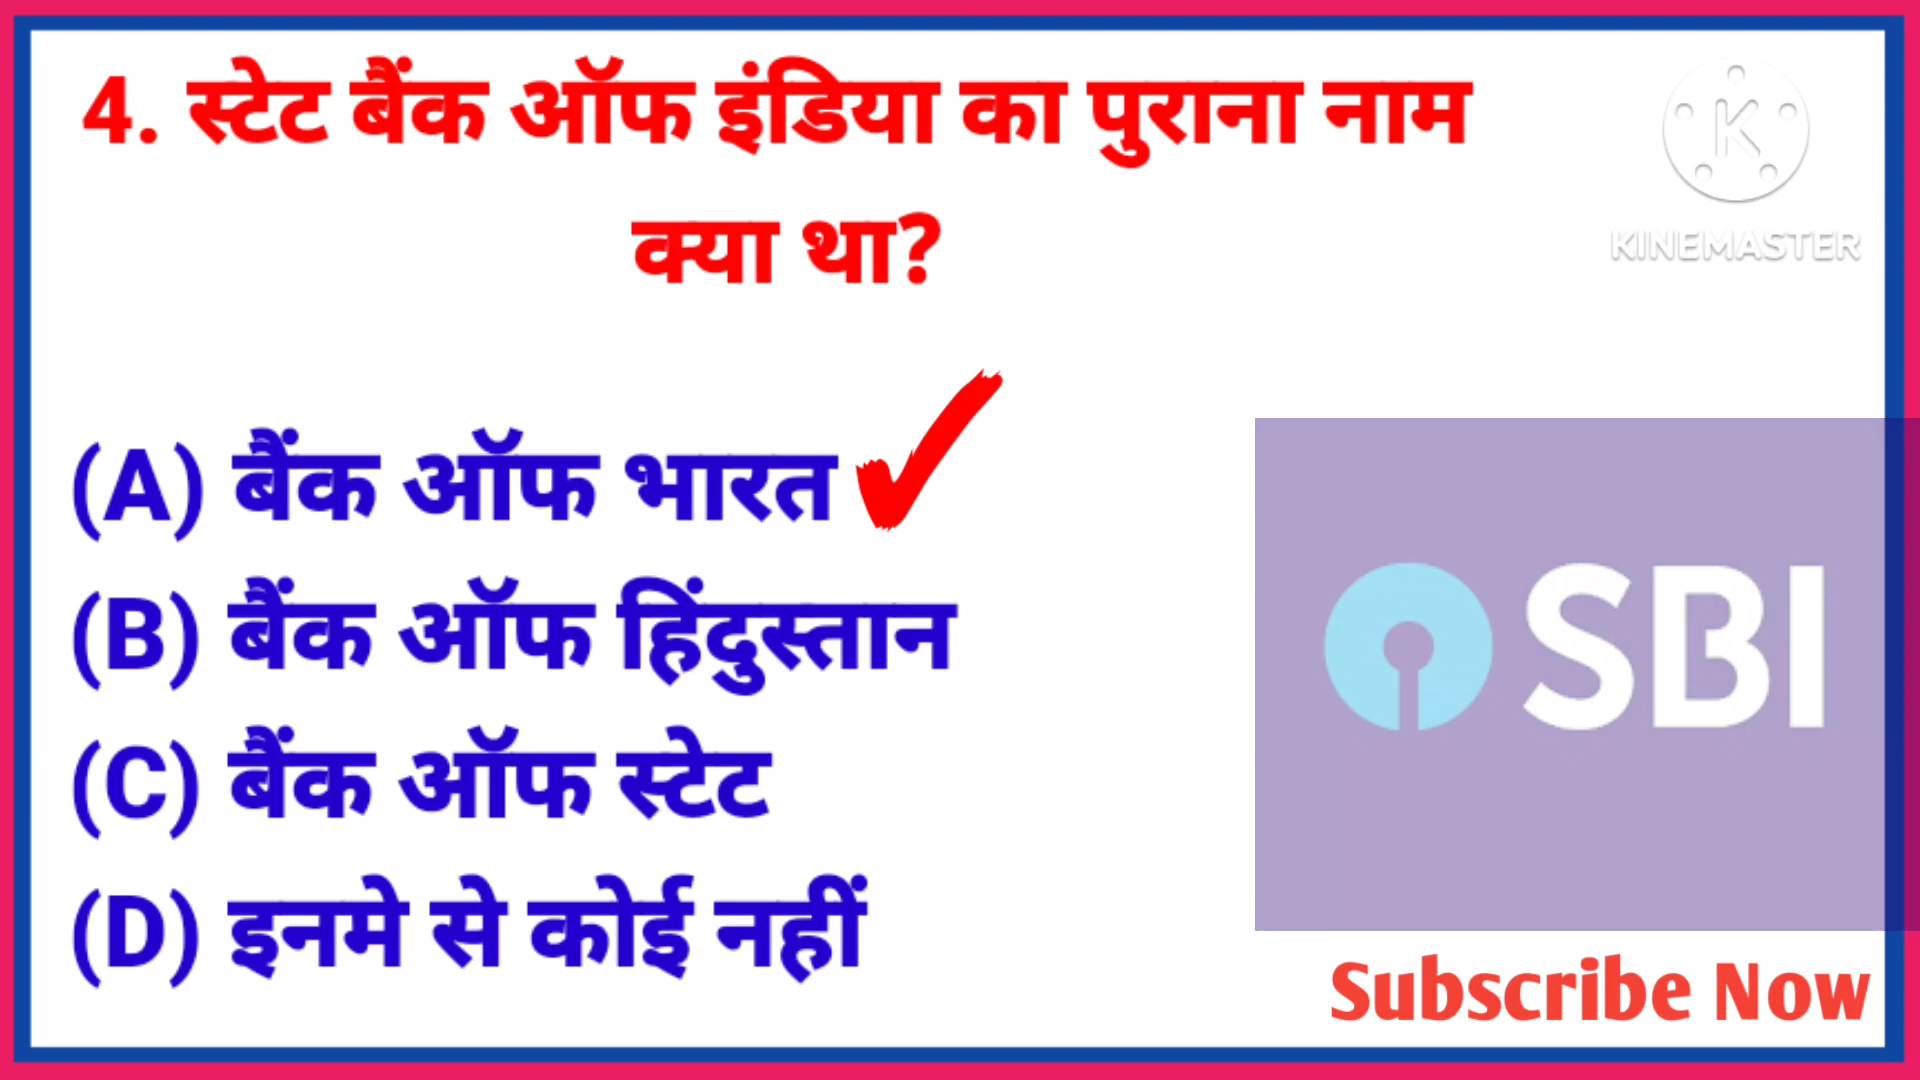 4. स्टेट बैंक ऑफ इंडिया का पुराना नाम
क्या था?
KINEMASTER
(A) बैंक ऑफ भारत
(B) बैंक ऑफ हिंदुस्तान
(C) बैंक ऑफ स्टेट
(D) इनमे से कोई नहीं
SBI
Subscribe Now